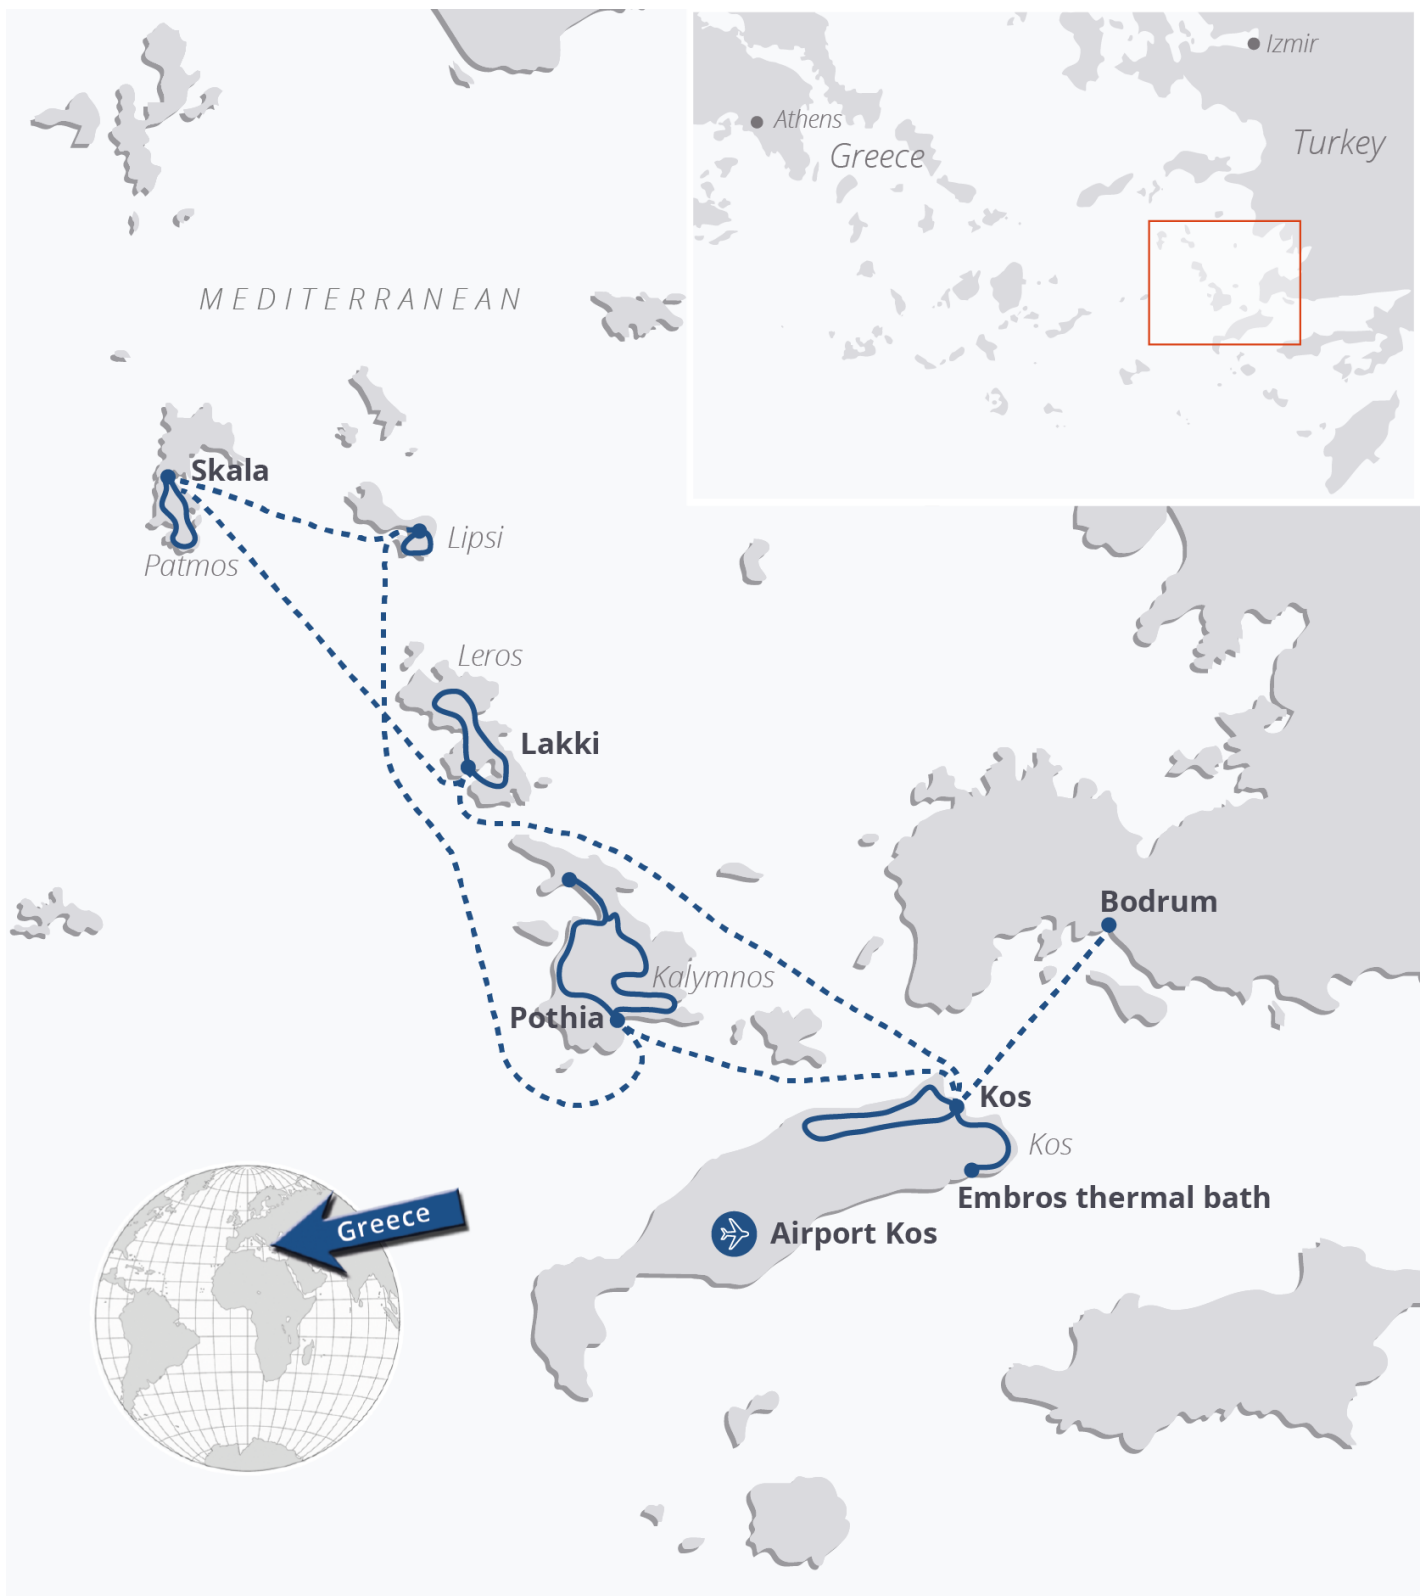 Izmir
Athens
Greece
Turkey
MEDITERRANEAN
Skala
Patmos
Lipsi
Leros
Lakki
Bodrum
Kalymnos
Pothia
Kos
Kos
Embros thermal bath
Airport Kos
Greece